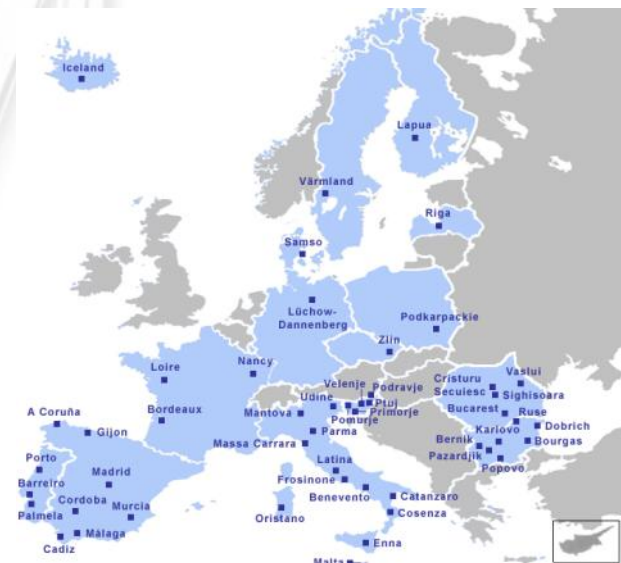 Iceland
Lapua
Värmland
Riga
Samso
Lüchow-
Dannenberg
Podkarpackie
Zlin
Loire
Nancy
Velenje
Podravje
Cristuru
Secuiesc
Vaslui
Sighisoara
Udine
Ptuj
Mantova
Primorje
Pomurje
Bordeaux
Bucarest
Ruse
A Coruña
Gijon
Parma
Karlovo
Dobrich
Massa Carrara
Bernik
Bourgas
Pazardjik
Popovo
Porto
Madrid
Latina
Barreiro
Frosinone
Cordoba
Murcia
Benevento
Catanzaro
Palmela
Oristano
Cosenza
Málaga
Cadiz
Enna
Malta